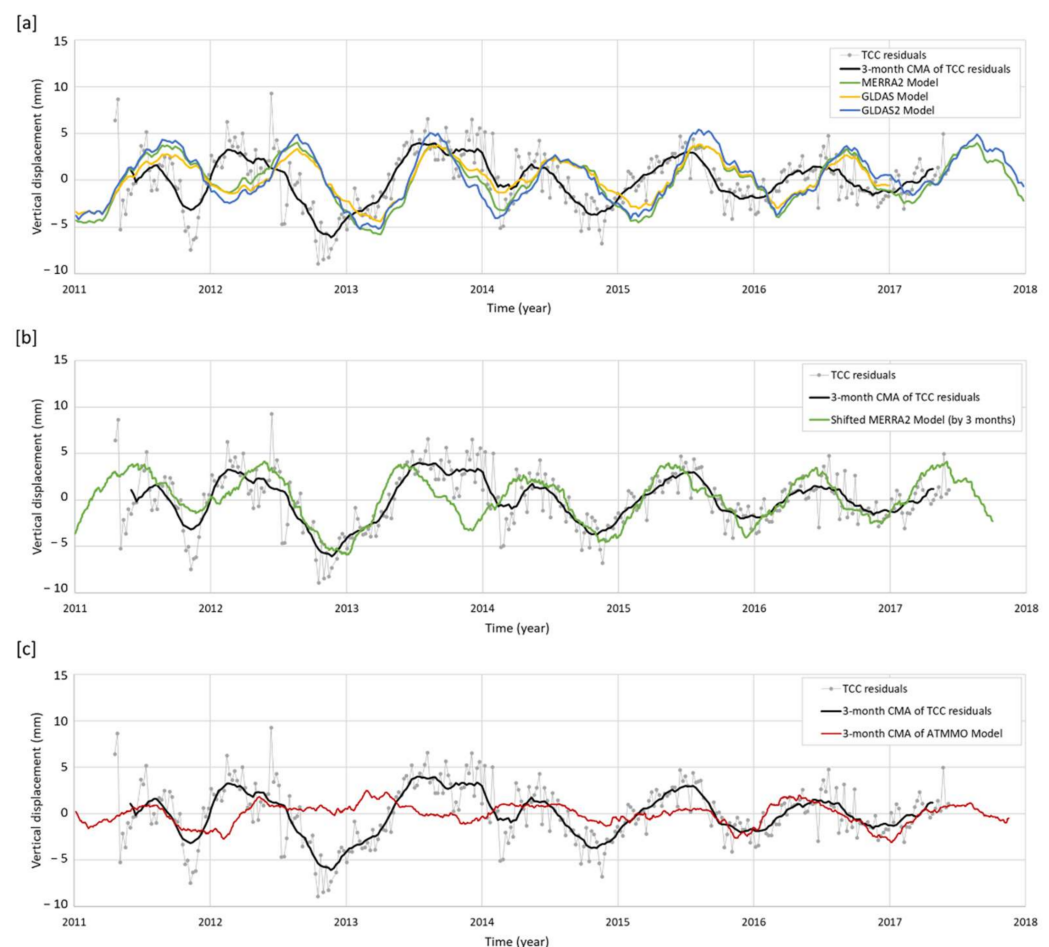 [a]
15
10
5
0
−5
−10
Vertical displacement (mm)
TCC residuals
3-month CMA of TCC residuals
MERRA2 Model
GLDAS Model
GLDAS2 Model
2011 2012 2013 2014 2015 2016 2017 2018
Time (year)
[b]
15
10
5
0
−5
−10
Vertical displacement (mm)
TCC residuals
3-month CMA of TCC residuals
Shifted MERRA2 Model (by 3 months)
2011 2012 2013 2014 2015 2016 2017 2018
Time (year)
[c]
15
10
5
0
−5
−10
Vertical displacement (mm)
TCC residuals
3-month CMA of TCC residuals
3-month CMA of ATMMO Model
2011 2012 2013 2014 2015 2016 2017 2018
Time (year)